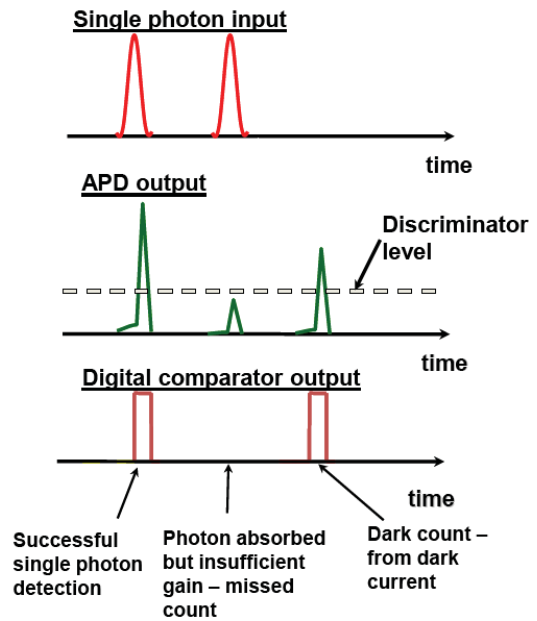 Single photon input
time
APD output
Discriminator
level
time
Digital comparator output
time
Successful
single photon
detection
Photon absorbed
but insufficient
gain – missed
count
Dark count –
from dark
current